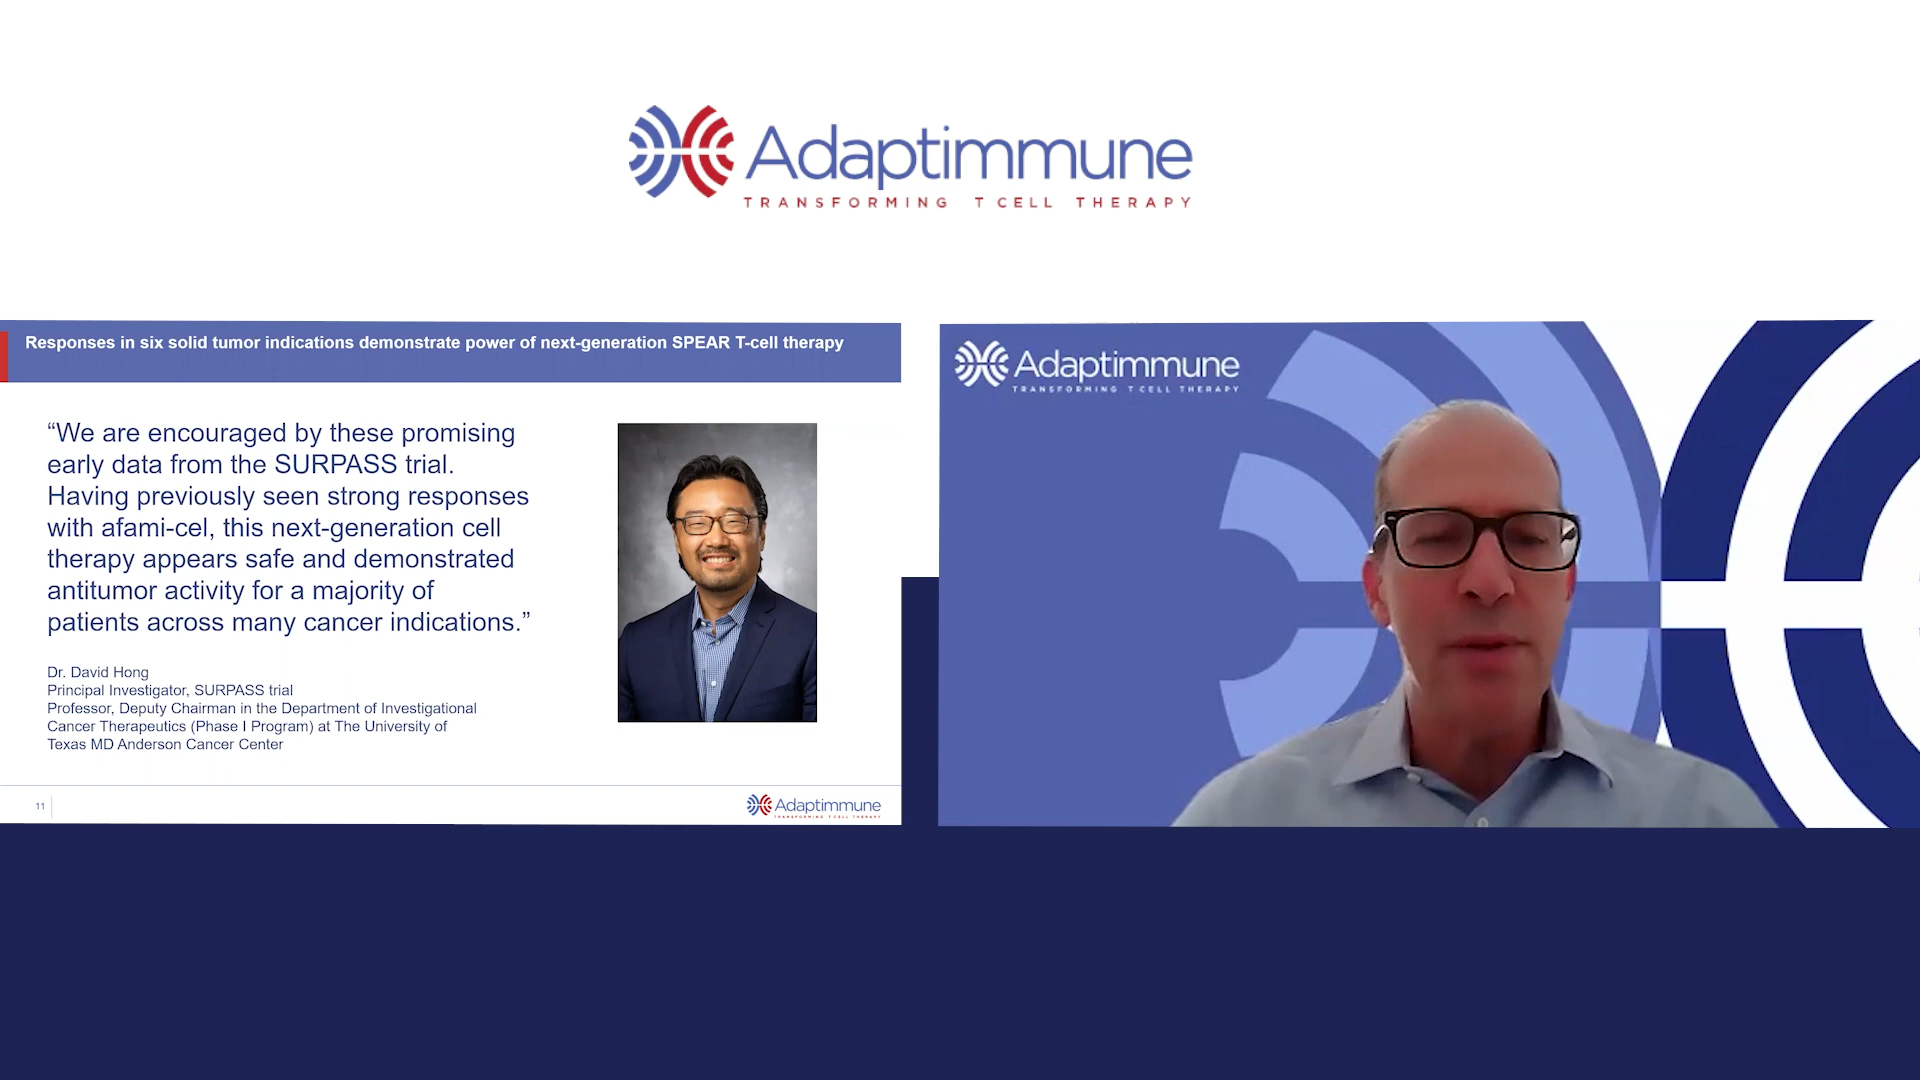 Adaptimmune
TRANSFORMING T CELL THERAPY
Responses in six solid tumor indications demonstrate power of next-generation SPEAR T-cell therapy
“We are encouraged by these promising
early data from the SURPASS trial.
Having previously seen strong responses
with afami-cel, this next-generation cell
therapy appears safe and demonstrated
antitumor activity for a majority of
patients across many cancer indications.”
Dr. David Hong
Principal Investigator, SURPASS trial
Professor, Deputy Chairman in the Department of Investigational
Cancer Therapeutics (Phase I Program) at The University of
Texas MD Anderson Cancer Center
11
Adaptimmune
TRANSFORMING T CELL THERAPY
Adaptimmune
TRANSFORMING T CELL THERAPY